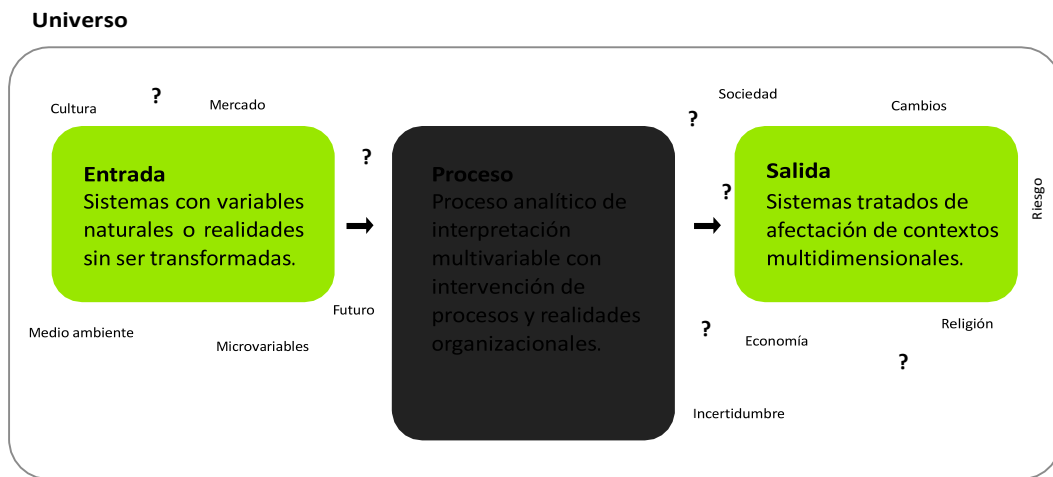 Universo
Cultura
?
Mercado
Entrada
Sistemas con variables
naturales o realidades
sin ser transformadas.
Medio ambiente
Microvariables
Futuro
?
Proceso
Proceso analítico de
interpretación
multivariable con
intervención de
procesos y realidades
organizacionales.
Sociedad
?
Cambios
?
Salida
Sistemas tratados de
afectación de contextos
multidimensionales.
Riesgo
?
Economía
Religión
?
Incertidumbre